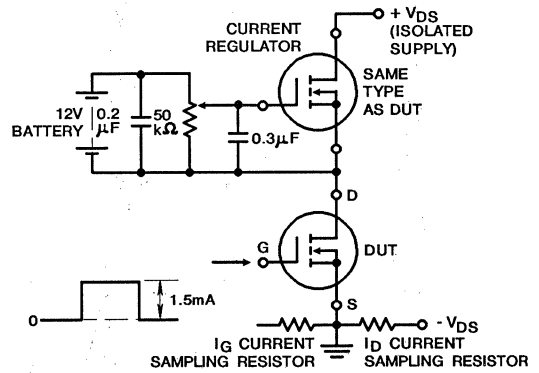 CURRENT
REGULATOR
+ VDS
(ISOLATED
SUPPLY)
SAME
TYPE
AS DUT
12V
BATTERY
0.2
µF
50
kΩ
0.3µF
D
G
DUT
1.5mA
0
S
- VDS
IG CURRENT
SAMPLING RESISTOR
ID CURRENT
SAMPLING RESISTOR